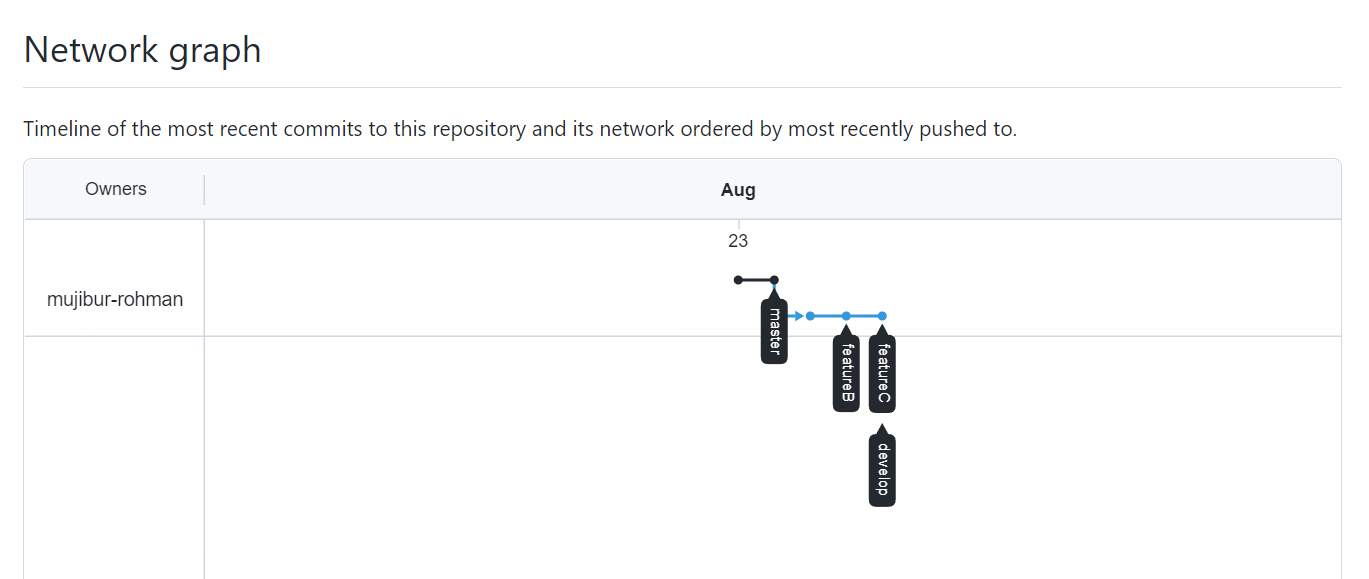 Network graph
Timeline of the most recent commits to this repository and its network ordered by most recently pushed to.
Owners
Aug
23
mujibur-rohman
master
featureB
featureC
develop